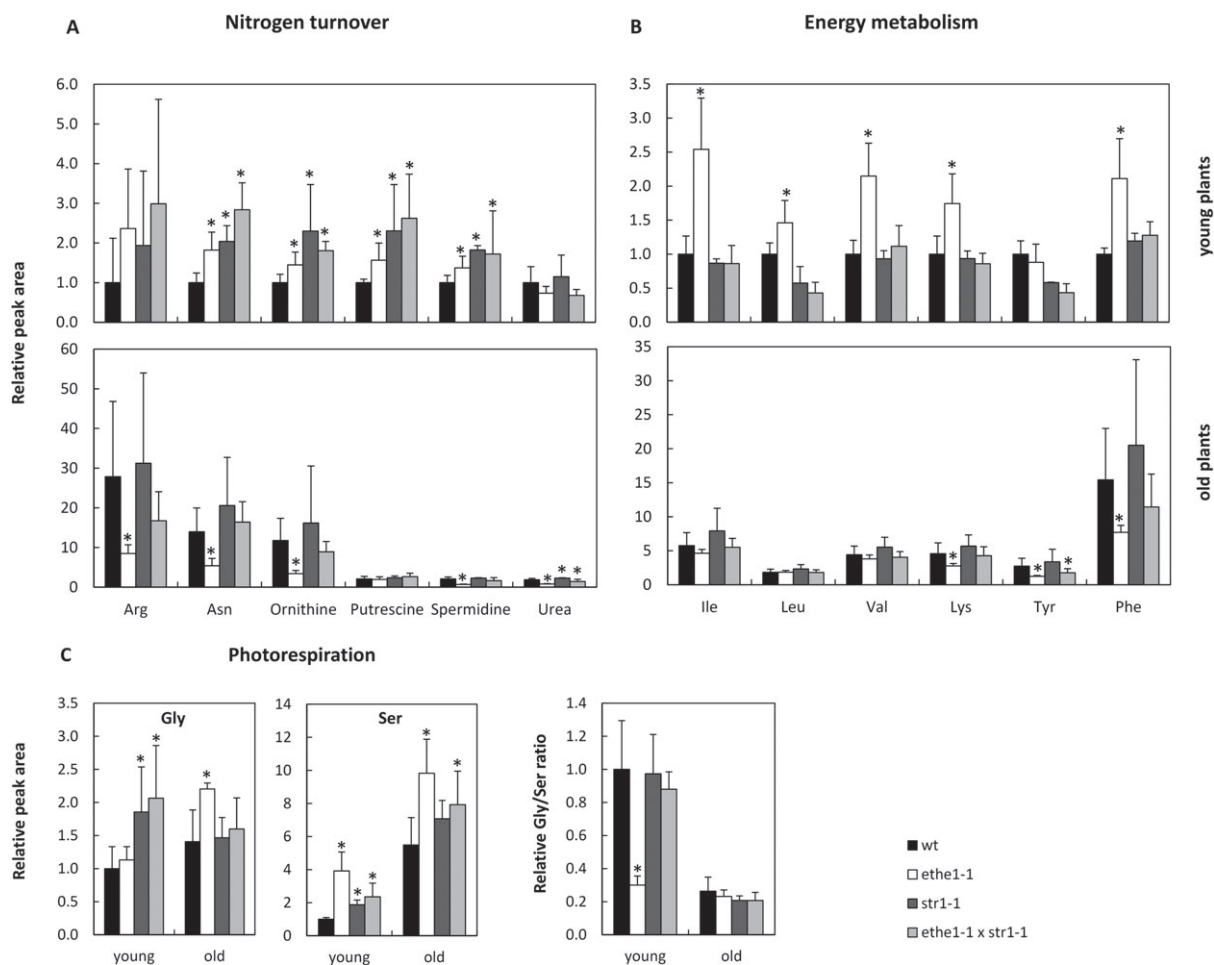 A Nitrogen turnover
B Energy metabolism
Relative peak area
6.0
5.0
4.0
3.0
2.0
1.0
0.0
* * * * * * * * * * * *
60
50
40
30
20
10
0
* * * * * * *
Arg Asn Ornithine Putrescine Spermidine Urea
3.5
3.0
2.5
2.0
1.5
1.0
0.5
0.0
* * * * *
young plants
35
30
25
20
15
10
5
0
* * * *
old plants
Ile Leu Val Lys Tyr Phe
C Photorespiration
Relative peak area
3.5
3.0
2.5
2.0
1.5
1.0
0.5
0.0
Gly
* * *
young old
14
12
10
8
6
4
2
0
Ser
* * * * *
young old
Relative Gly/Ser ratio
1.4
1.2
1.0
0.8
0.6
0.4
0.2
0.0
*
young old
wt
ethe1-1
str1-1
ethe1-1 x str1-1